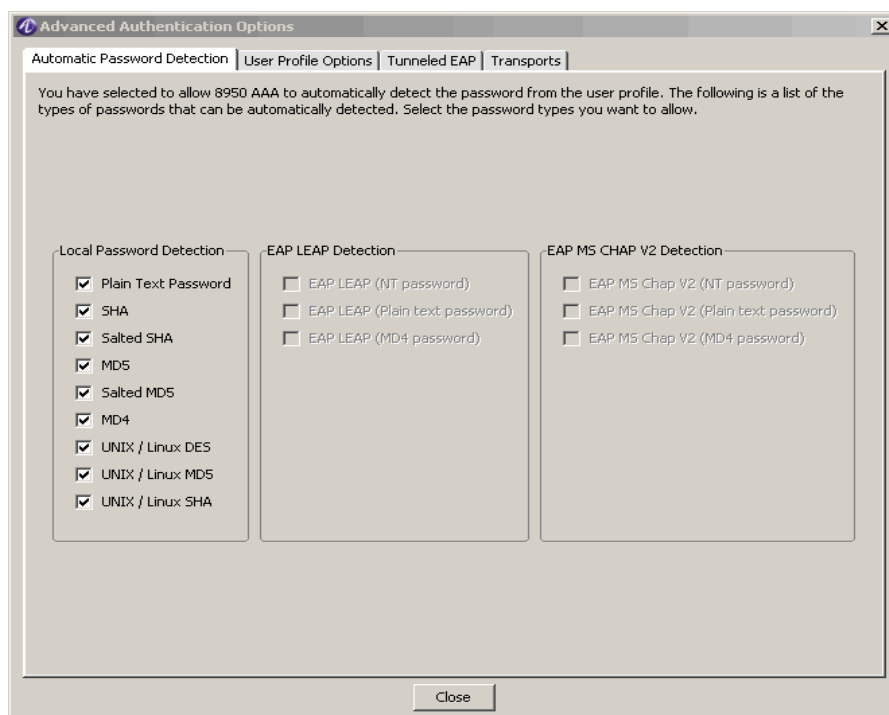 Advanced Authentication Options
Automatic Password Detection
User Profile Options
Tunneled EAP
Transports
You have selected to allow 8950 AAA to automatically detect the password from the user profile. The following is a list of the
types of passwords that can be automatically detected. Select the password types you want to allow.
Local Password Detection
Plain Text Password
SHA
Salted SHA
MD5
Salted MD5
MD4
UNIX / Linux DES
UNIX / Linux MD5
UNIX / Linux SHA
EAP LEAP Detection
EAP LEAP (NT password)
EAP LEAP (Plain text password)
EAP LEAP (MD4 password)
EAP MS CHAP V2 Detection
EAP MS Chap V2 (NT password)
EAP MS Chap V2 (Plain text password)
EAP MS Chap V2 (MD4 password)
Close